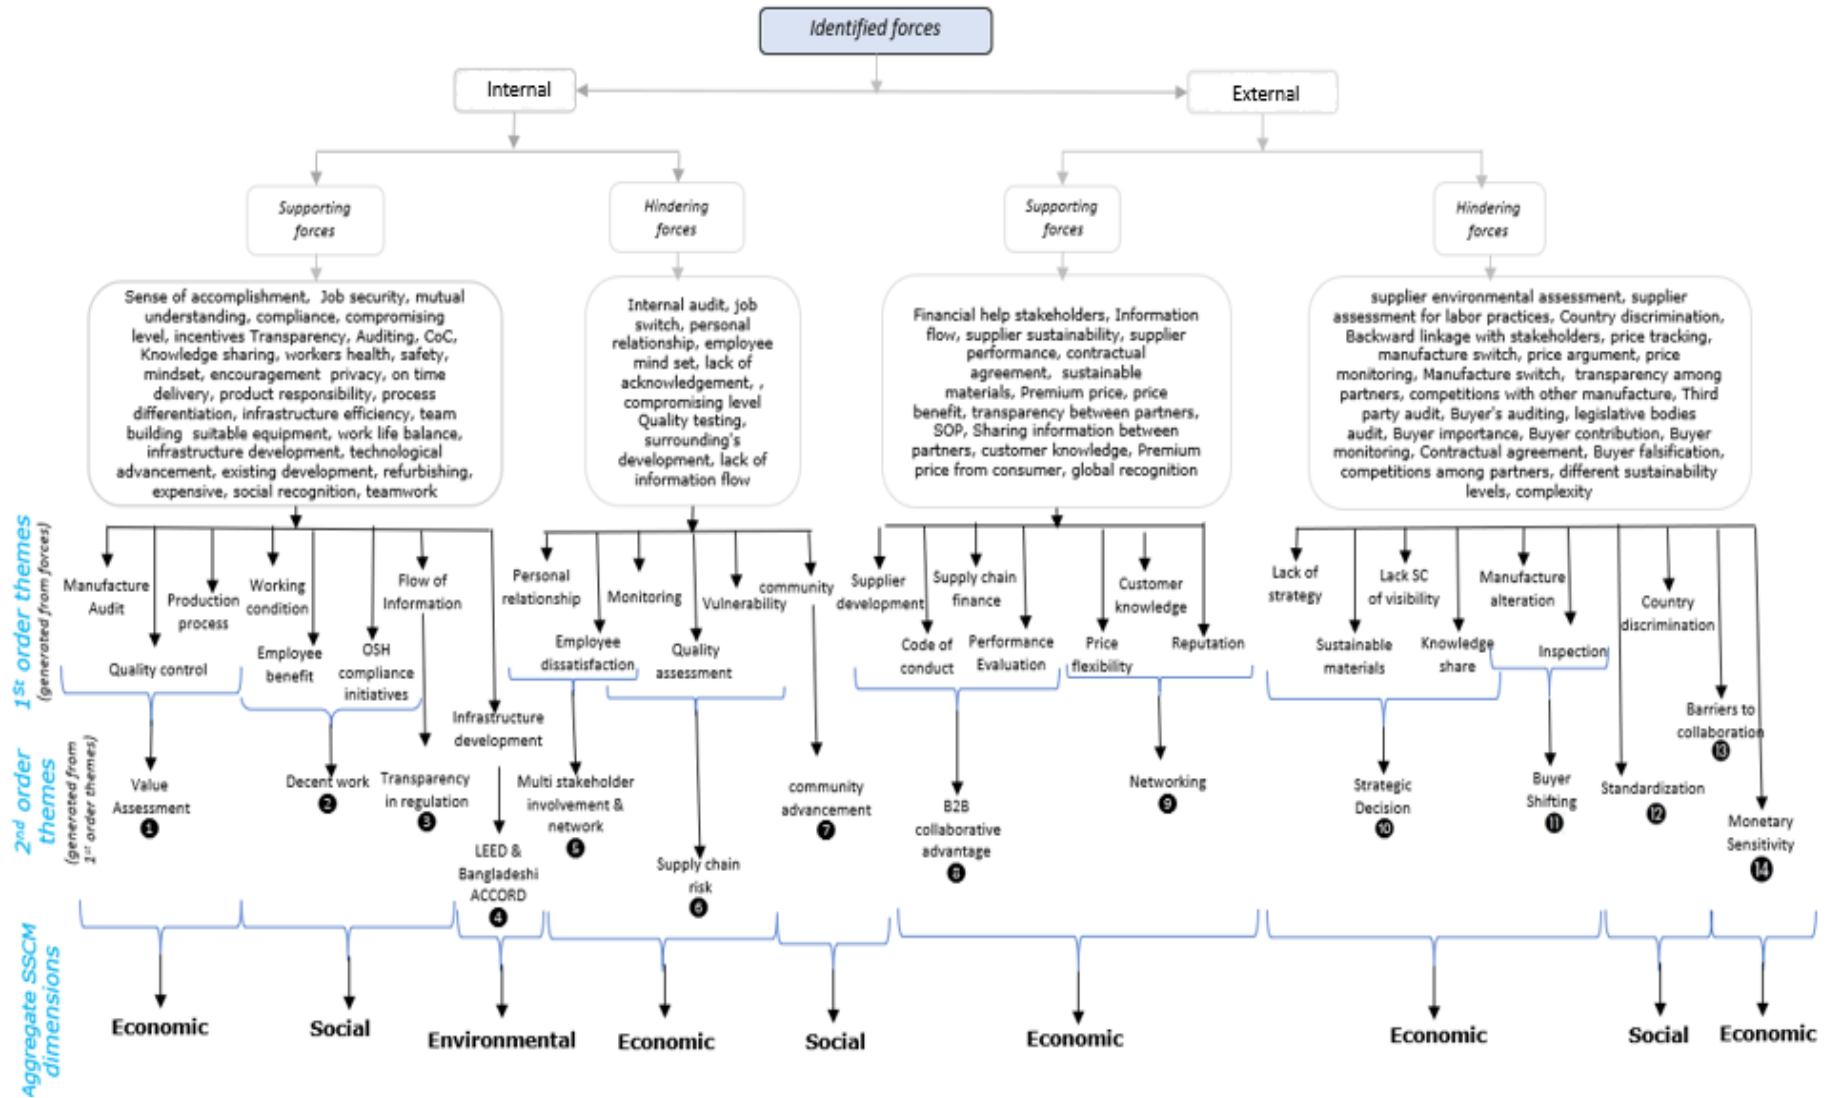 Identified forces
Internal
External
Supporting
forces
Hindering
forces
Supporting
forces
Hindering
forces
Sense of accomplishment, Job security, mutual
understanding, compliance, compromising
level, incentives Transparency, Auditing, CoC,
Knowledge sharing, workers health, safety,
mindset, encouragement privacy, on time
delivery, product responsibility, process
differentiation, infrastructure efficiency, team
building suitable equipment, work life balance,
infrastructure development, technological
advancement, existing development, refurbishing,
expensive, social recognition, teamwork
Internal audit, job
switch, personal
relationship, employee
mind set, lack of
acknowledgement, ,
compromising level
Quality testing,
surrounding's
development, lack of
information flow
Financial help stakeholders, Information
flow, supplier sustainability, supplier
performance, contractual
agreement, sustainable
materials, Premium price, price
benefit, transparency between partners,
SOP, Sharing information between
partners, customer knowledge, Premium
price from consumer, global recognition
supplier environmental assessment, supplier
assessment for labor practices, Country discrimination,
Backward linkage with stakeholders, price tracking,
manufacture switch, price argument, price
monitoring, Manufacture switch, transparency among
partners, competitions with other manufacture, Third
party audit, Buyer's auditing, legislative bodies
audit, Buyer importance, Buyer contribution, Buyer
monitoring, Contractual agreement, Buyer falsification,
competitions among partners, different sustainability
levels, complexity
1st order themes
(generated from forces)
Manufacture
Audit
Quality control
Production
process
Working
condition
Employee
benefit
OSH
compliance
initiatives
Flow of
Information
Infrastructure
development
Personal
relationship
Employee
dissatisfaction
Monitoring
Quality
assessment
Vulnerability
community
Supplier
development
Code of
conduct
Supply chain
finance
Performance
Evaluation
Price
flexibility
Customer
knowledge
Reputation
Lack of
strategy
Sustainable
materials
Lack SC
of visibility
Knowledge
share
Manufacture
alteration
Inspection
Country
discrimination
Barriers to
collaboration
13
2nd order
themes
(generated from
1st order themes)
Value
Assessment
1
Decent work
2
Transparency
in regulation
3
LEED &
Bangladeshi
ACCORD
4
Multi stakeholder
involvement &
network
5
Supply chain
risk
6
community
advancement
7
B2B
collaborative
advantage
8
Networking
9
Strategic
Decision
10
Buyer
Shifting
11
Standardization
12
Monetary
Sensitivity
14
Aggregate SSCM
dimensions
Economic
Social
Environmental
Economic
Social
Economic
Economic
Social
Economic